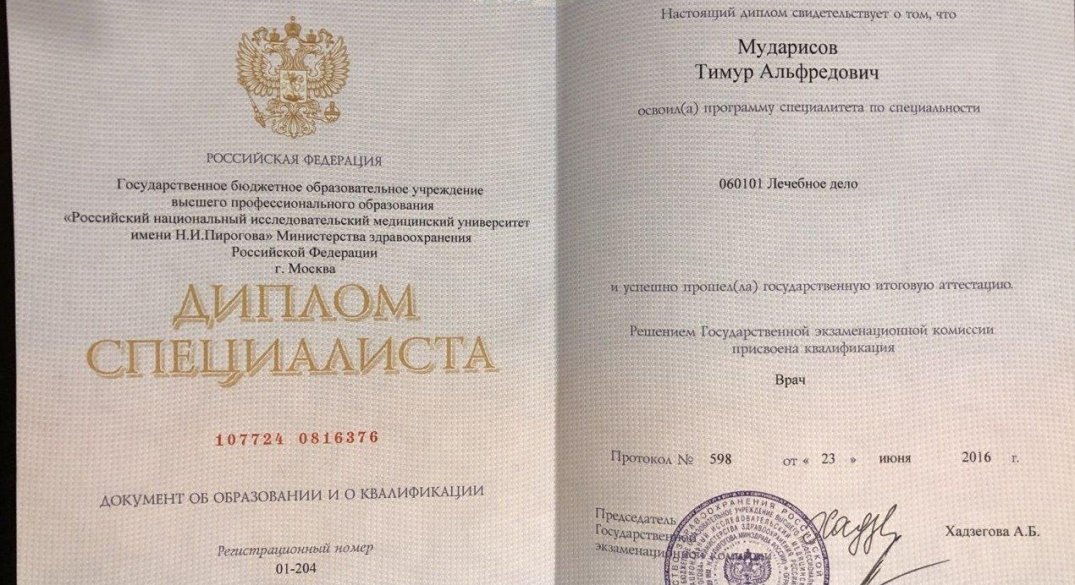 РОССИЙСКАЯ ФЕДЕРАЦИЯ
Государственное бюджетное образовательное учреждение
высшего профессионального образования
«Российский национальный исследовательский медицинский университет
имени Н.И.Пирогова» Министерства здравоохранения
Российской Федерации
г. Москва
ДИПЛОМ
СПЕЦИАЛИСТА
107724 0816376
ДОКУМЕНТ ОБ ОБРАЗОВАНИИ И О КВАЛИФИКАЦИИ
Регистрационный номер
01-204
Настоящий диплом свидетельствует о том, что
Мударисов
Тимур Альфредович
освоил(а) программу специалитета по специальности
060101 Лечебное дело
и успешно прошел(ла) государственную итоговую аттестацию.
Решением Государственной экзаменационной комиссии
присвоена квалификация
Врач
Протокол № 598 от « 23 » июня 2016 г.
Председатель
Государственной
экзаменационной комиссии
Хадзегова А.Б.